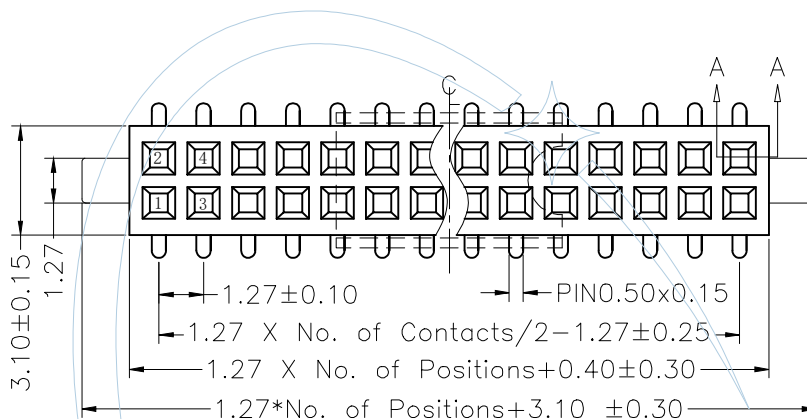 A A
℄
2 4
1 3
3.10±0.15
1.27
1.27±0.10
PIN0.50x0.15
1.27 X No. of Contacts/2-1.27±0.25
1.27 X No. of Positions+0.40±0.30
1.27*No. of Positions+3.10 ±0.30